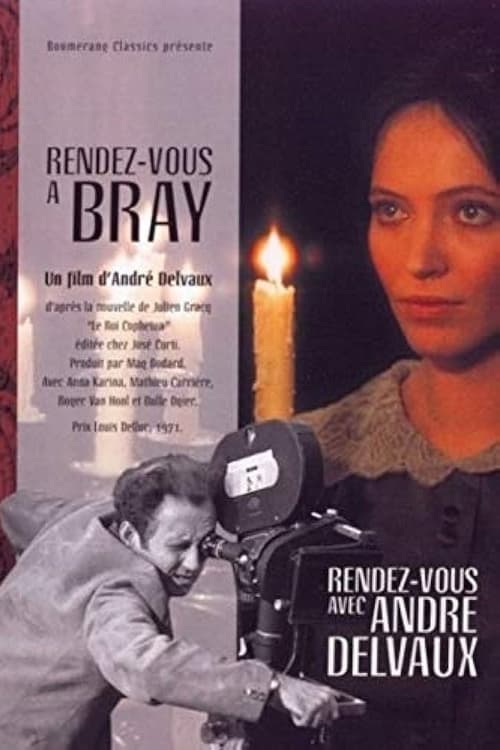 Boomerang Classics présente
RENDEZ-VOUS
A
BRAY
Un film d'André Delvaux
d'après la nouvelle de Julien Gracq
"Le Roi Cophetua"
éditée chez José Corti.
Produit par Mag Bodard.
Avec Anna Karina, Mathieu Carrière,
Roger Van Hool et Bulle Ogier.
Prix Louis Delluc, 1971.
RENDEZ-VOUS
AVEC ANDRE
DELVAUX